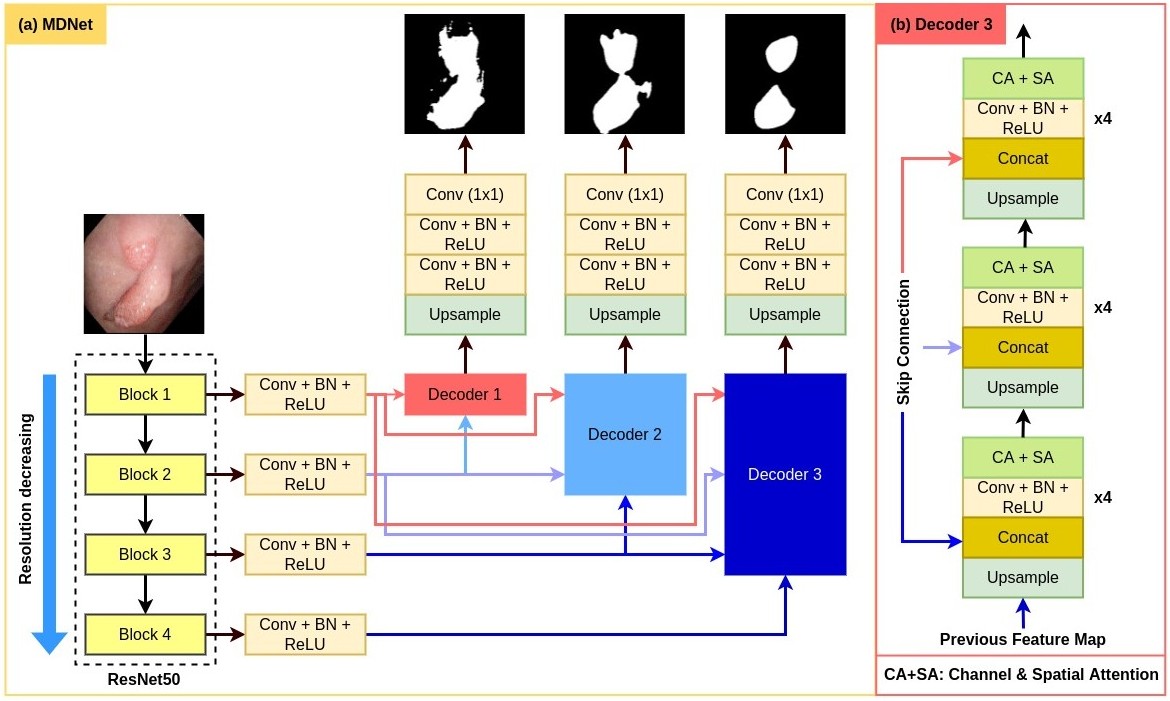 (a) MDNet
Conv (1x1)
Conv + BN +
ReLU
Conv + BN +
ReLU
Upsample
Conv (1x1)
Conv + BN +
ReLU
Conv + BN +
ReLU
Upsample
Conv (1x1)
Conv + BN +
ReLU
Conv + BN +
ReLU
Upsample
Resolution decreasing
Block 1
Block 2
Block 3
Block 4
ResNet50
Conv + BN +
ReLU
Conv + BN +
ReLU
Conv + BN +
ReLU
Conv + BN +
ReLU
Decoder 1
Decoder 2
Decoder 3
(b) Decoder 3
CA + SA
Conv + BN +
ReLU
x4
Concat
Upsample
CA + SA
Conv + BN +
ReLU
x4
Concat
Upsample
CA + SA
Conv + BN +
ReLU
x4
Concat
Upsample
Skip Connection
Previous Feature Map
CA+SA: Channel & Spatial Attention